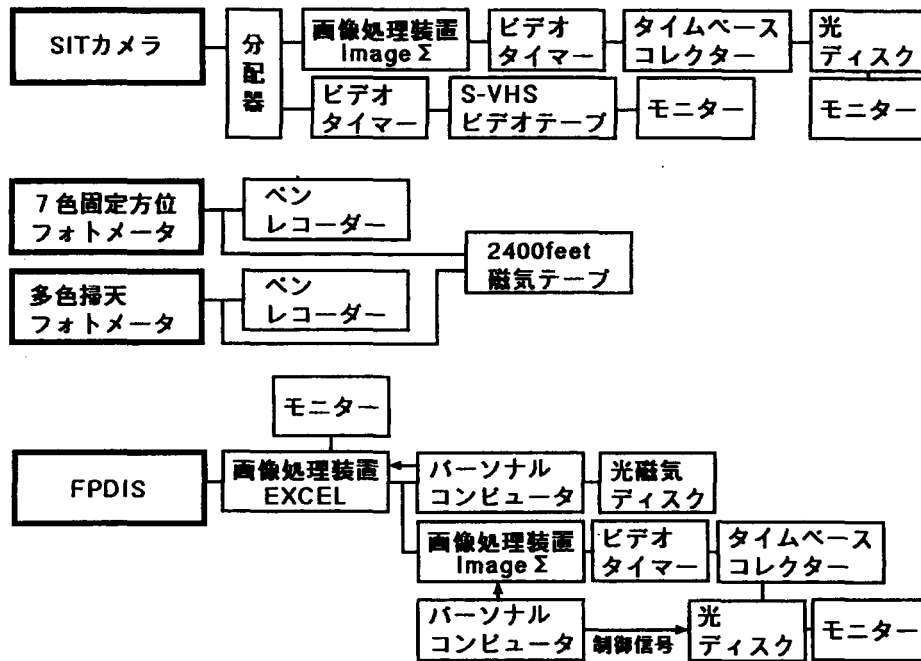 SITカメラ
分
配
器
画像処理装置
Image Σ
ビデオ
タイマー
タイムベース
コレクター
光
ディスク
ビデオ
タイマー
S-VHS
ビデオテープ
モニター
モニター
7色固定方位
フォトメータ
ペン
レコーダー
2400feet
磁気テープ
多色掃天
フォトメータ
ペン
レコーダー
モニター
FPDIS
画像処理装置
EXCEL
パーソナル
コンピュータ
光磁気
ディスク
画像処理装置
Image Σ
ビデオ
タイマー
タイムベース
コレクター
パーソナル
コンピュータ
制御信号
光
ディスク
モニター